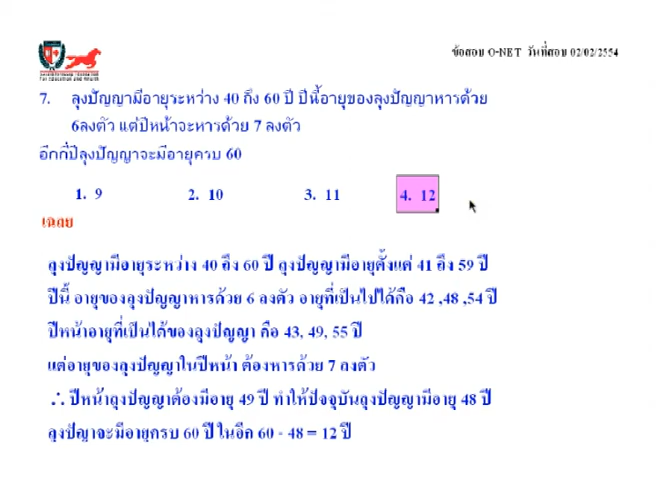 ข้อสอบ O-NET วันที่สอบ 02/02/2554
7. ลุงปัญญามีอายุระหว่าง 40 ถึง 60 ปี ปีนี้อายุของลุงปัญญาหารด้วย
6ลงตัว แต่ปีหน้าจะหารด้วย 7 ลงตัว
อีกกี่ปีลุงปัญญาจะมีอายุครบ 60
1. 9 2. 10 3. 11 4. 12
เฉลย
ลุงปัญญามีอายุระหว่าง 40 ถึง 60 ปี ลุงปัญญามีอายุตั้งแต่ 41 ถึง 59 ปี
ปีนี้ อายุของลุงปัญญาหารด้วย 6 ลงตัว อายุที่เป็นไปได้คือ 42 ,48 ,54 ปี
ปีหน้าอายุที่เป็นได้ของลุงปัญญา คือ 43, 49, 55 ปี
แต่อายุของลุงปัญญาในปีหน้า ต้องหารด้วย 7 ลงตัว
∴ ปีหน้าลุงปัญญาต้องมีอายุ 49 ปี ทำให้ปัจจุบันลุงปัญญามีอายุ 48 ปี
ลุงปัญาจะมีอายุครบ 60 ปี ในอีก 60 - 48 = 12 ปี